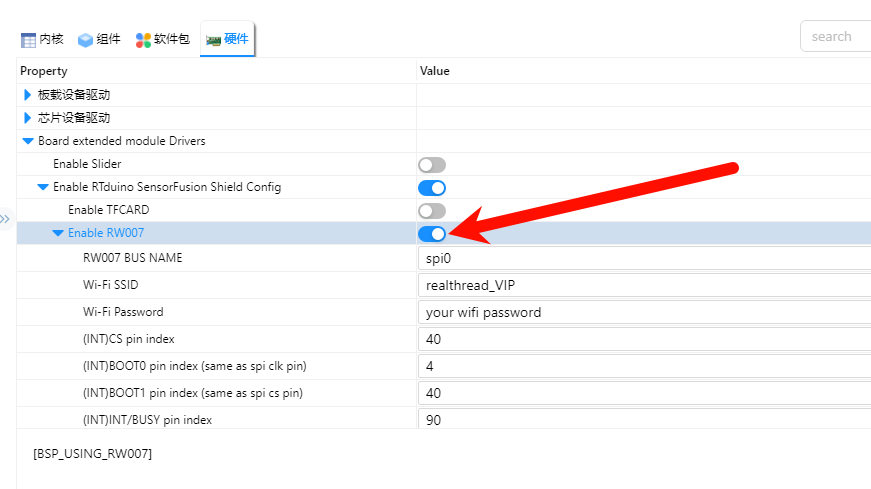 内核 组件 软件包 硬件 search
Property Value
板载设备驱动
芯片设备驱动
Board extended module Drivers
Enable Slider
Enable RTduino SensorFusion Shield Config
Enable TFCARD
Enable RW007
RW007 BUS NAME spi0
Wi-Fi SSID realthread_VIP
Wi-Fi Password your wifi password
(INT)CS pin index 40
(INT)BOOT0 pin index (same as spi clk pin) 4
(INT)BOOT1 pin index (same as spi cs pin) 40
(INT)INT/BUSY pin index 90
[BSP_USING_RW007]